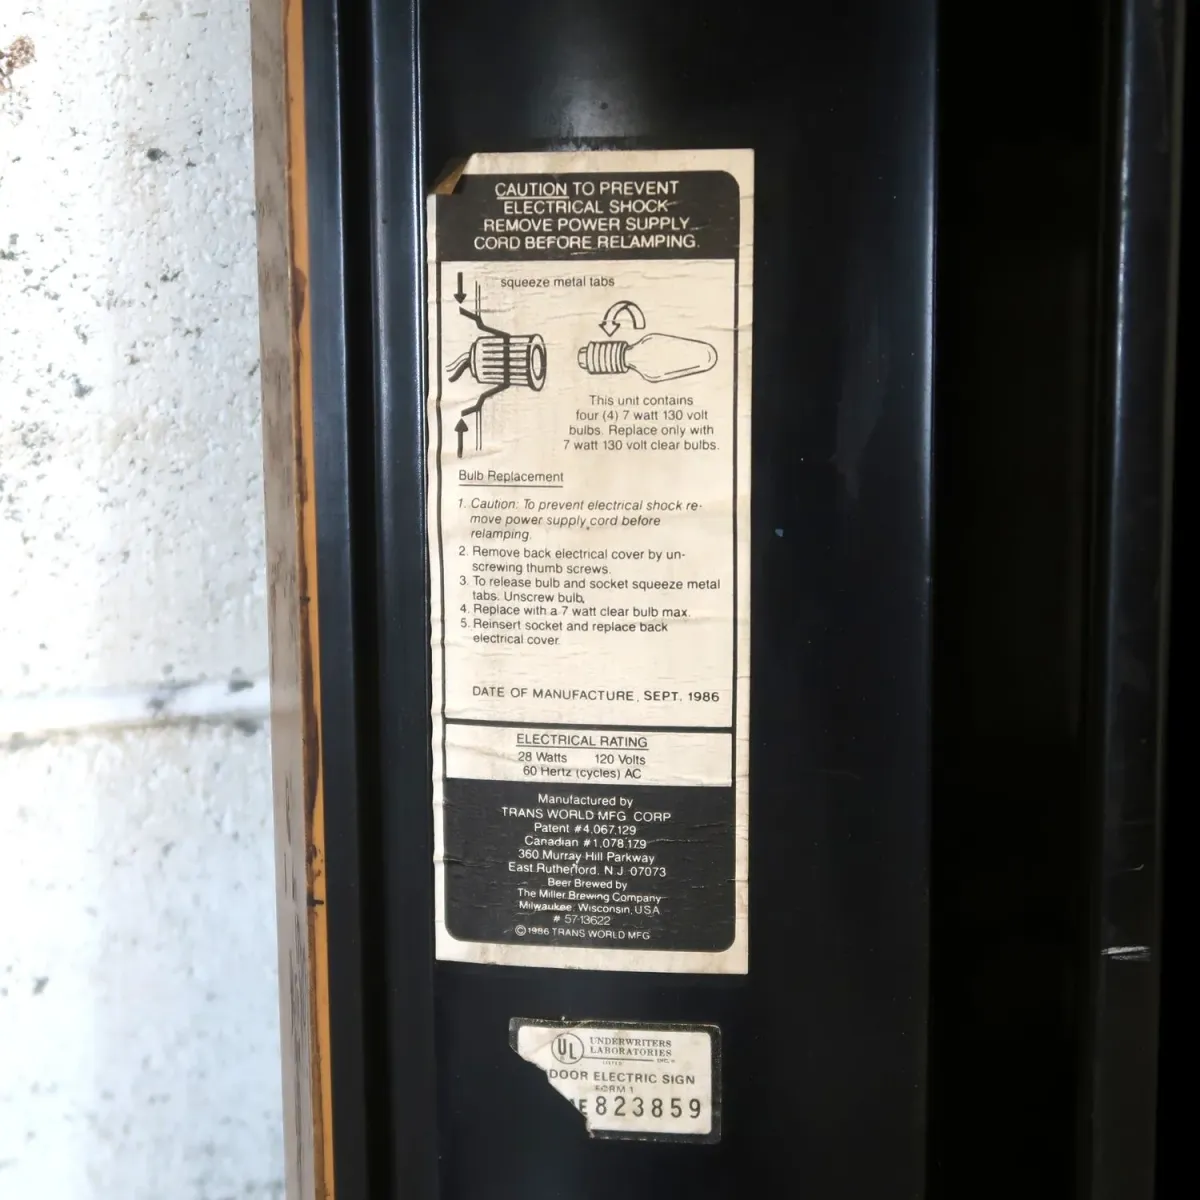 CAUTION TO PREVENT
ELECTRICAL SHOCK
REMOVE POWER SUPPLY
CORD BEFORE RELAMPING.
squeeze metal tabs
This unit contains
four (4) 7 watt 130 volt
bulbs. Replace only with
7 watt 130 volt clear bulbs.
Bulb Replacement
1. Caution: To prevent electrical shock re-
move power supply cord before
relamping.
2. Remove back electrical cover by un-
screwing thumb screws.
3. To release bulb and socket squeeze metal
tabs. Unscrew bulb.
4. Replace with a 7 watt clear bulb max.
5. Reinsert socket and replace back
electrical cover.
DATE OF MANUFACTURE, SEPT. 1986
ELECTRICAL RATING
28 Watts 120 Volts
60 Hertz (cycles) AC
Manufactured by
TRANS WORLD MFG CORP
Patent #4,067,129
Canadian #1,078,179
360 Murray Hill Parkway
East Rutherford, N J 07073
Beer Brewed by
The Miller Brewing Company
Milwaukee, Wisconsin, USA
# 57-13622
©1986 TRANS WORLD MFG
UL
UNDERWRITERS
LABORATORIES
INC.®
LISTED
DOOR ELECTRIC SIGN
FORM 1
E 823859